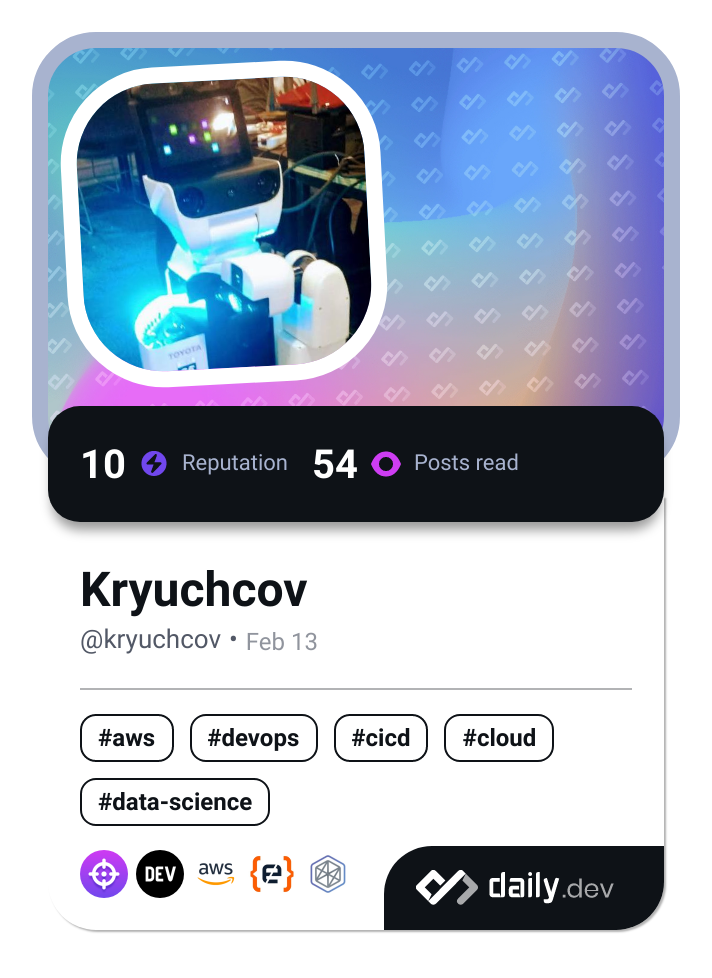 TOYOTA
10 Reputation 54 Posts read
Kryuchcov
@kryuchcov • Feb 13
#aws #devops #cicd #cloud
#data-science
DEV aws
daily.dev